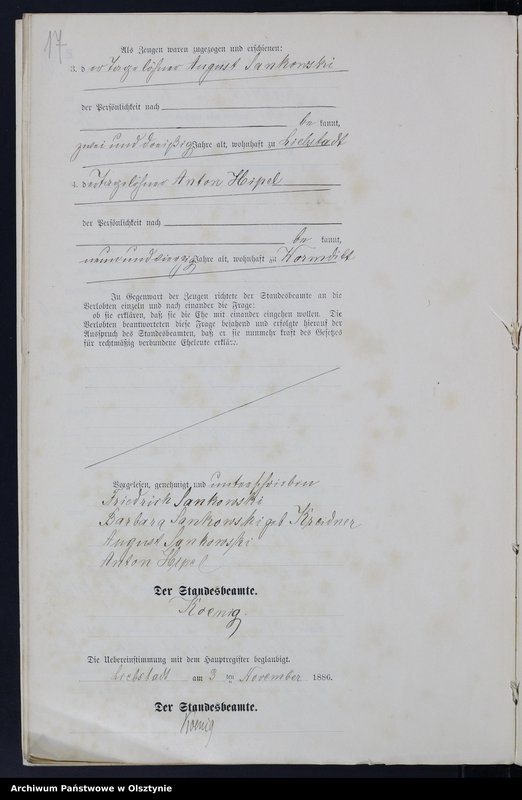 17
Als Zeugen waren zugezogen und erschienen:
3. der Tagelöhner August Sankowski
der Persönlichkeit nach
be kannt,
zwei und dreißig Jahre alt, wohnhaft zu Liebstadt
4. der Tagelöhner Anton Hipel
der Persönlichkeit nach
be kannt,
neun und vierzig Jahre alt, wohnhaft zu
In Gegenwart der Zeugen richtete der Standesbeamte an die
Verlobten einzeln und nach einander die Frage:
ob sie erklären, daß sie die Ehe mit einander eingehen wollen. Die
Verlobten beantworteten diese Frage bejahend und erfolgte hierauf der
Ausspruch des Standesbeamten, daß er sie nunmehr kraft des Gesetzes
für rechtmäßig verbundene Eheleute erkläre.
Vorgelesen, genehmigt und unterschrieben
Friedrich Sankowski
Barbara Sankowski geb Kreidner
August Sankowski
Anton Hipel
Der Standesbeamte.
Koenig
Die Uebereinstimmung mit dem Hauptregister beglaubigt.
Liebstadt am 3 ten November 1886.
Der Standesbeamte.
Koenig
Archiwum Państwowe w Olsztynie